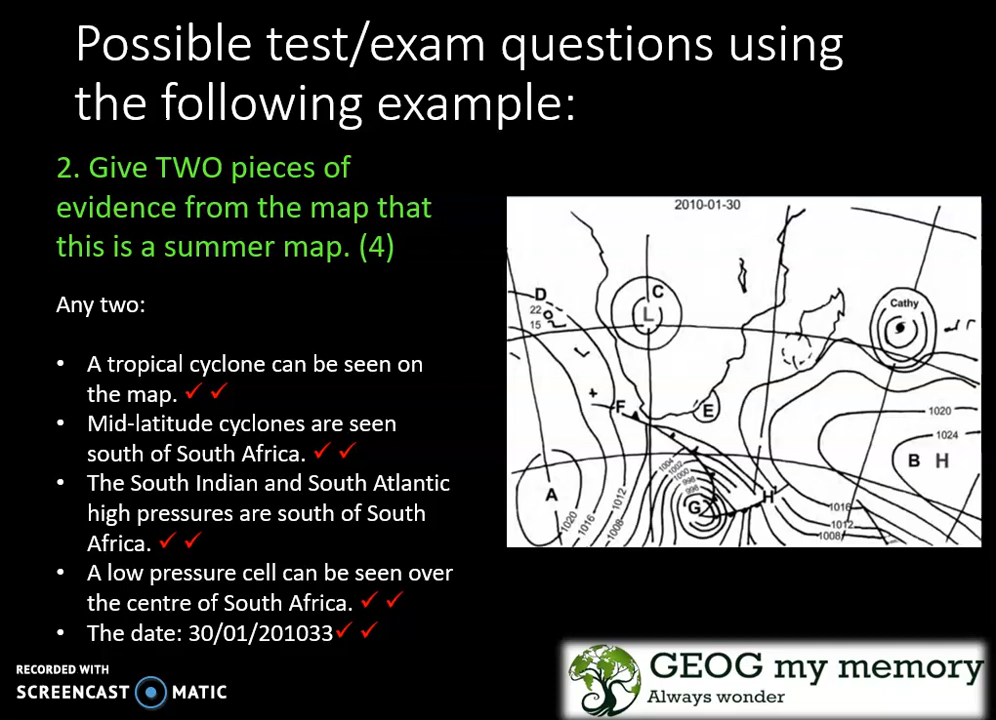 Possible test/exam questions using
the following example:
2. Give TWO pieces of
evidence from the map that
this is a summer map. (4)
Any two:
• A tropical cyclone can be seen on
the map. ✓ ✓
• Mid-latitude cyclones are seen
south of South Africa. ✓ ✓
• The South Indian and South Atlantic
high pressures are south of South
Africa. ✓ ✓
• A low pressure cell can be seen over
the centre of South Africa. ✓ ✓
• The date: 30/01/201033✓ ✓
2010-01-30
D
22
15
C
L
Cathy
F
E
1020
1024
B H
A
1004
1002
1000
998
996
G
H
1020
1016
1012
1008
1016
1012
1008
RECORDED WITH
SCREENCAST MATIC
GEOG my memory
Always wonder